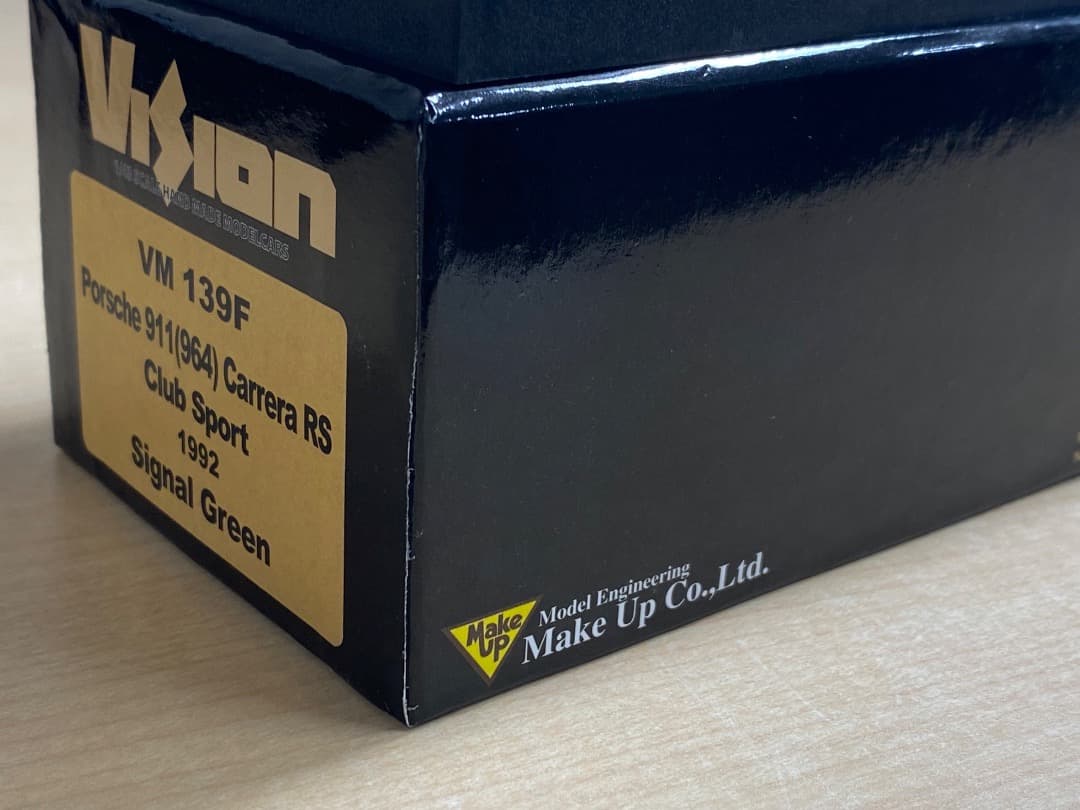 Vision
1/43 SCALE HAND MADE MODELCARS
VM 139F
Porsche 911(964) Carrera RS
Club Sport
1992
Signal Green
Make
UP
Model Engineering
Make Up Co.,Ltd.